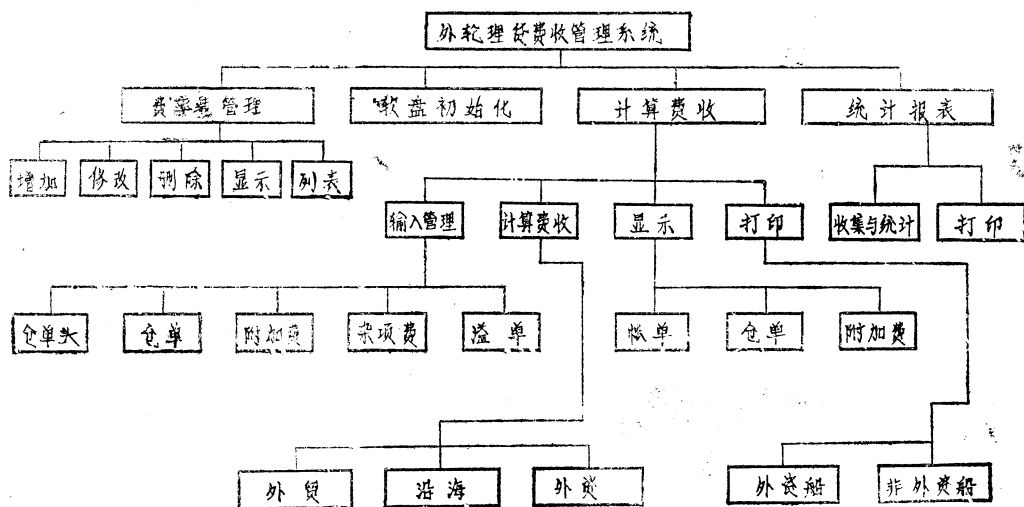 外轮理货费收管理系统
费率表管理
软盘初始化
计算费收
统计报表
增加
修改
删除
显示
列表
输入管理
计算费收
显示
打印
收集与统计
打印
仓单头
仓单
附加费
杂项费
溢单
帐单
仓单
附加费
外贸
沿海
外资
外资船
非外资船